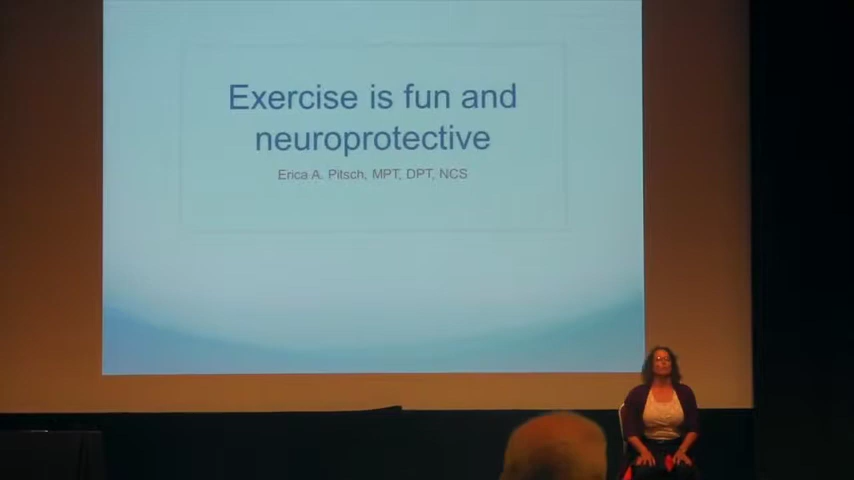 Exercise is fun and
neuroprotective
Erica A. Pitsch, MPT, DPT, NCS